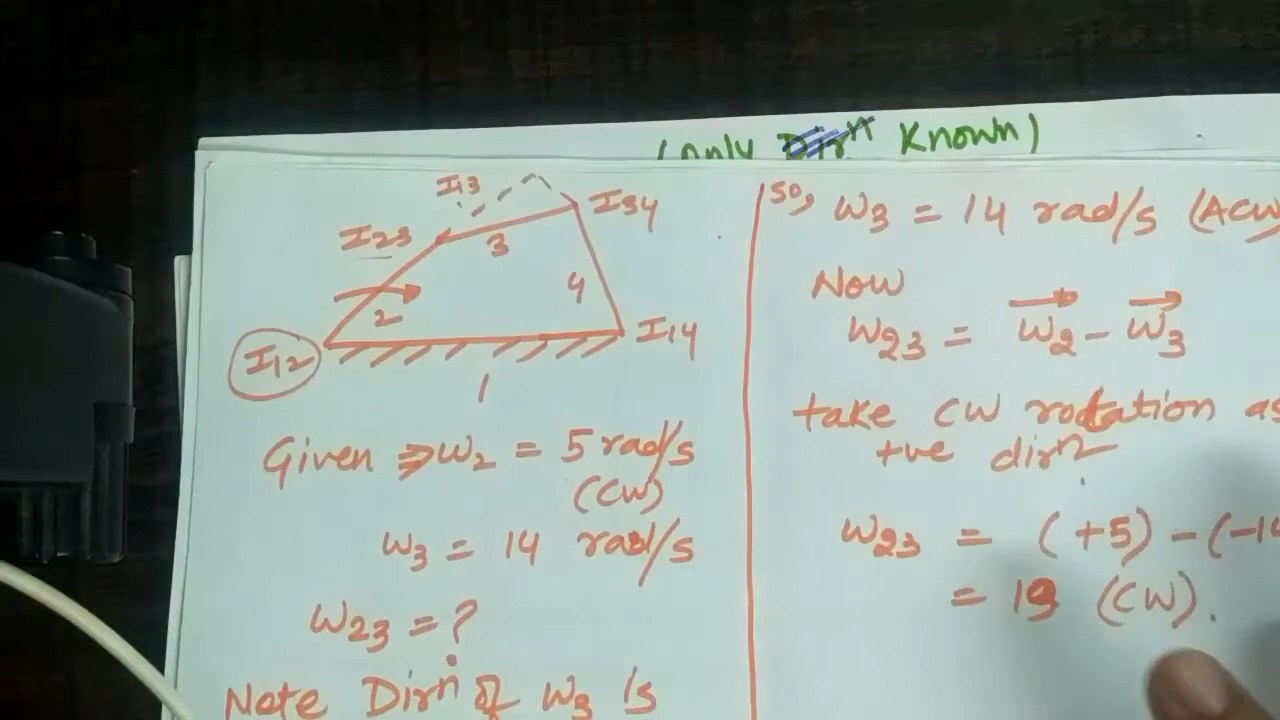 (only Dirn Known)
I13
I34
I23
3
4
2
I12
I14
1
Given ⇒ ω2 = 5 rad/s
(CW)
ω3 = 14 rad/s
ω23 = ?
Note Dirn of ω3 is
so, ω3 = 14 rad/s (ACW)
Now
ω23 = ω2 - ω3
take CW rotation as
+ve dirn
ω23 = (+5) - (-14
= 19 (CW).